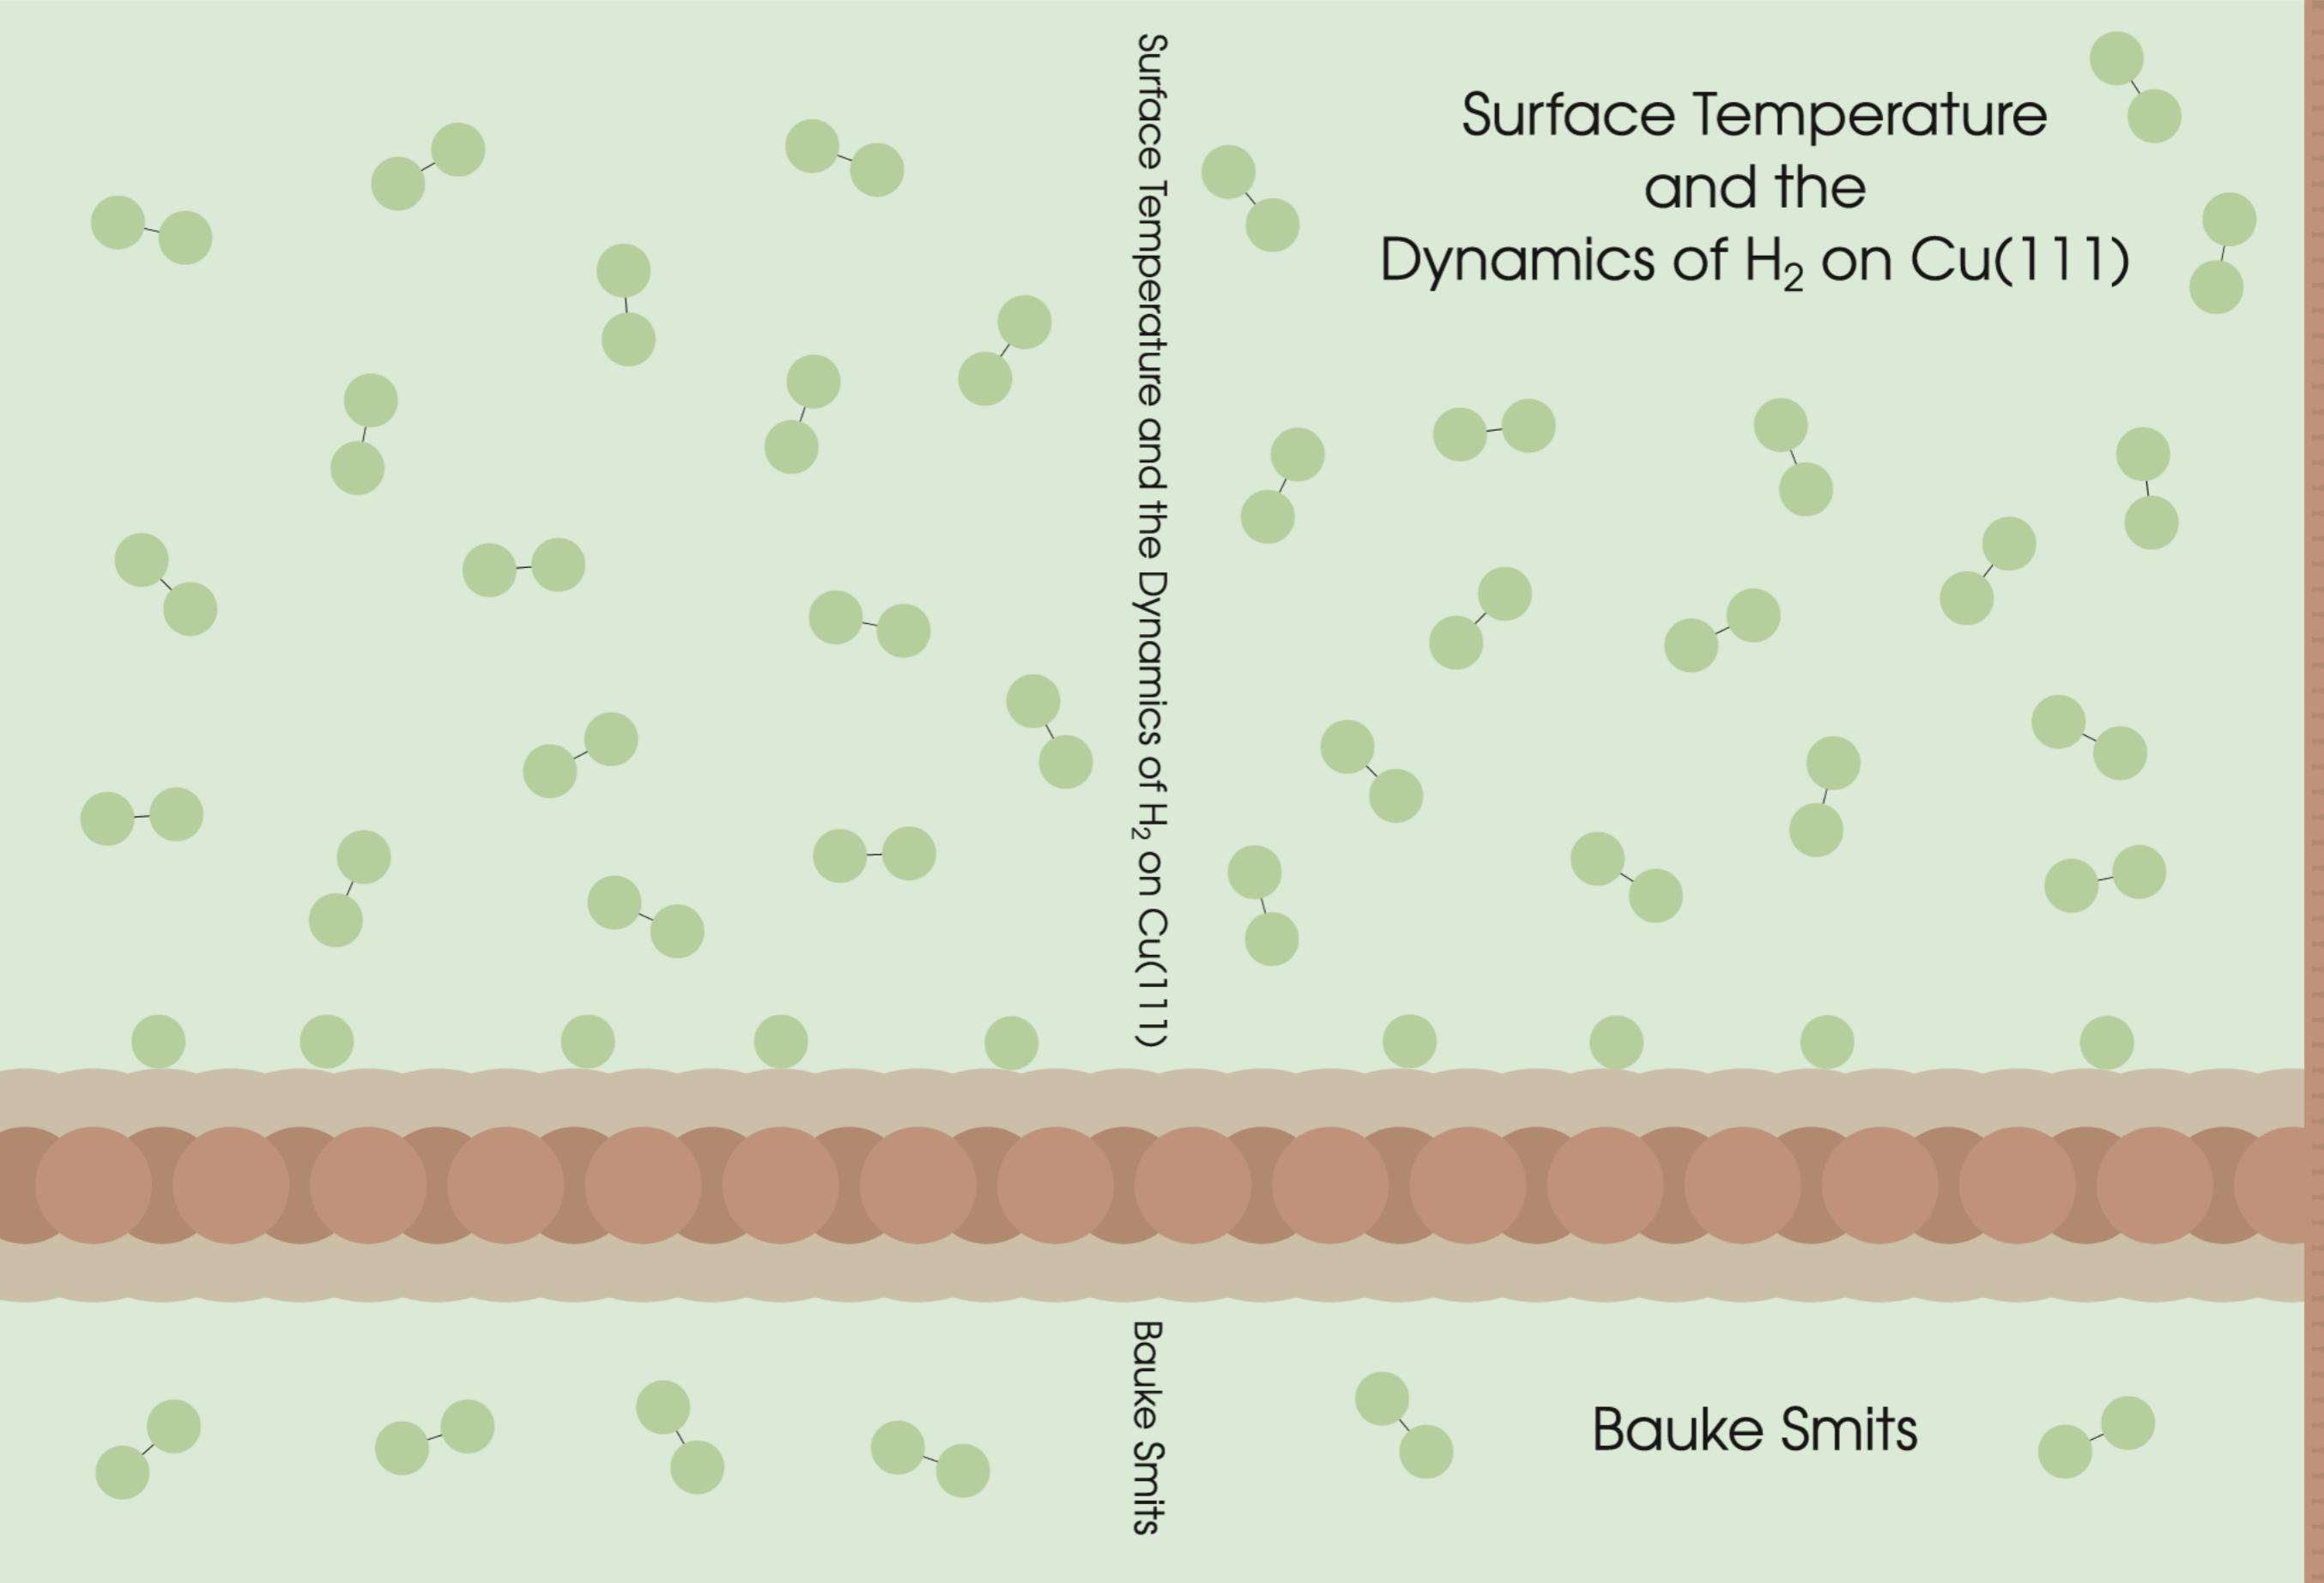 Surface Temperature and the Dynamics of H₂ on Cu(111)
Bauke Smits
Surface Temperature
and the
Dynamics of H₂ on Cu(111)
Bauke Smits